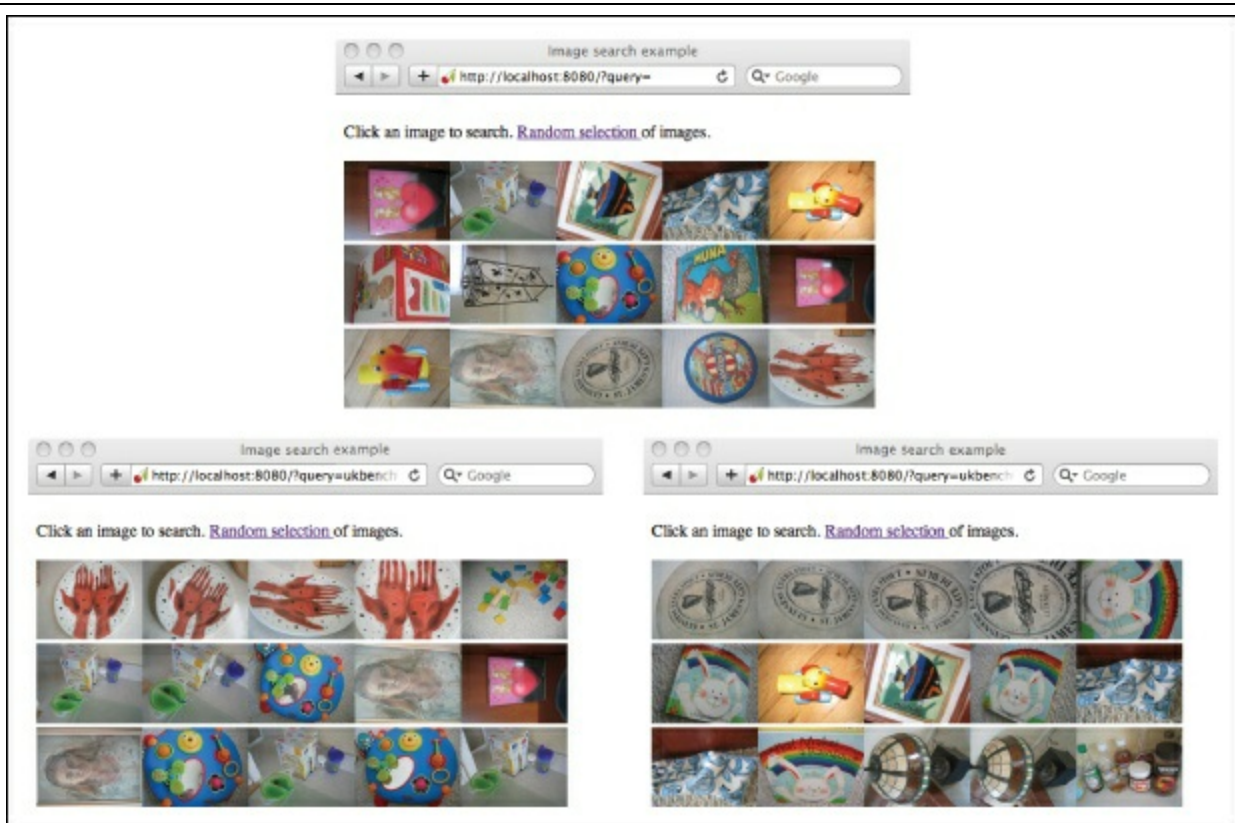 Image search example
http://localhost:8080/?query=
Google
Click an image to search. Random selection of images.
MUNA
Image search example
http://localhost:8080/?query=ukbench
Google
Click an image to search. Random selection of images.
Image search example
http://localhost:8080/?query=ukbench
Google
Click an image to search. Random selection of images.